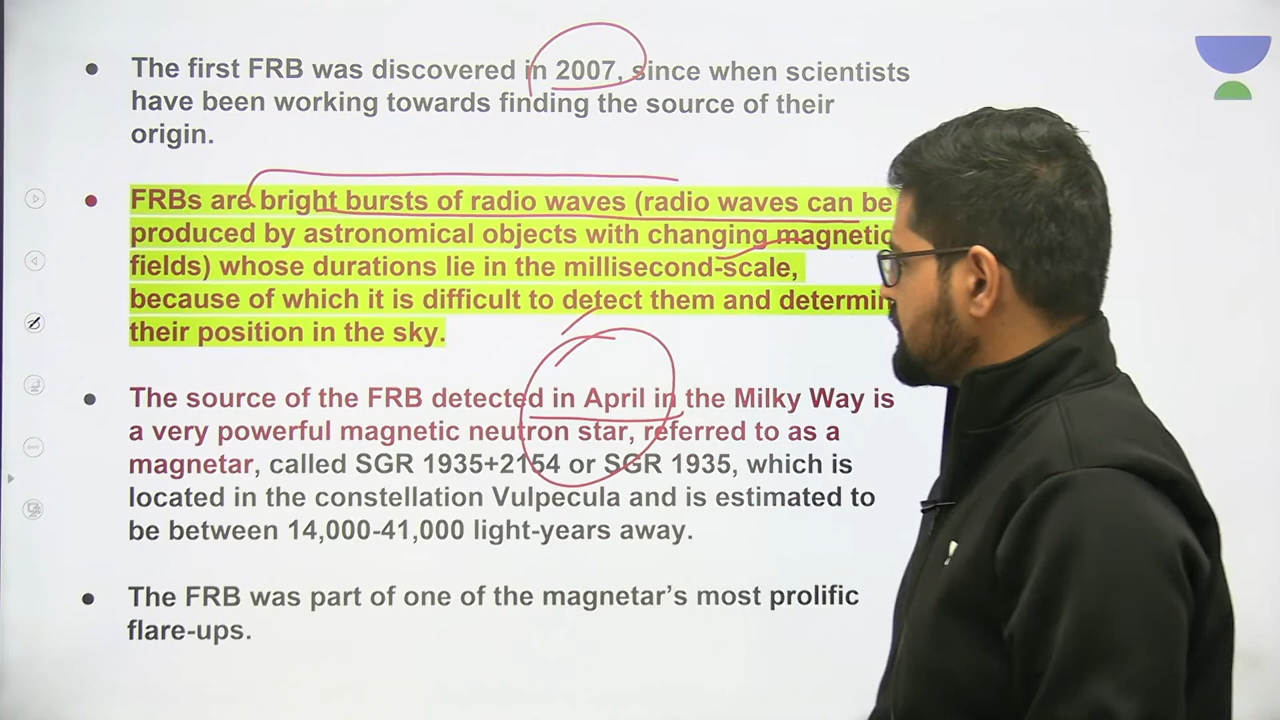 The first FRB was discovered in 2007, since when scientists
have been working towards finding the source of their
origin.
FRBs are bright bursts of radio waves (radio waves can be
produced by astronomical objects with changing magnetic
fields) whose durations lie in the millisecond-scale,
because of which it is difficult to detect them and
their position in the sky.
The source of the FRB detected in April in the Milky Way is
a very powerful magnetic neutron star, referred to as a
magnetar, called SGR 1935+2154 or SGR 1935, which is
located in the constellation Vulpecula and is estimated to
be between 14,000-41,000 light-years away.
The FRB was part of one of the magnetar's most prolific
flare-ups.